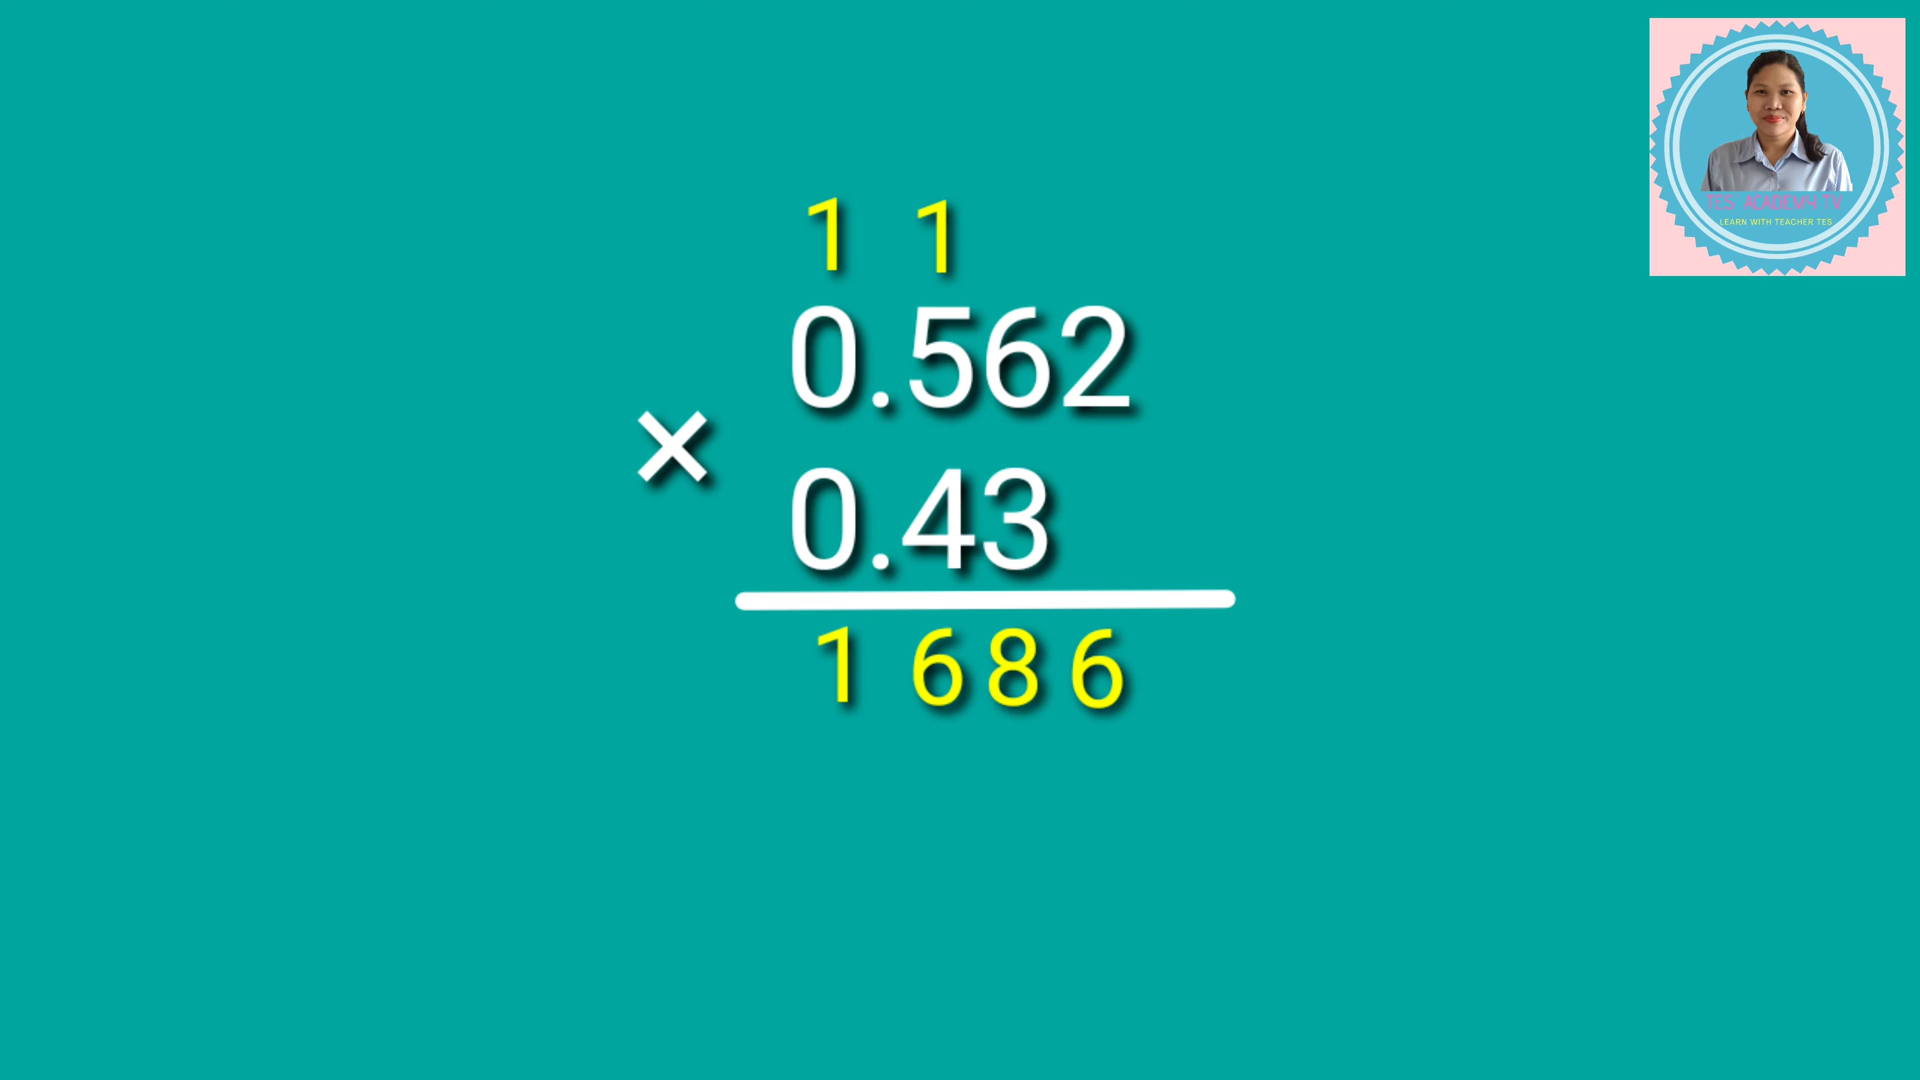 1 1
0.562
×
0.43
1 6 8 6
TES' ACADEMY TV
LEARN WITH TEACHER TES